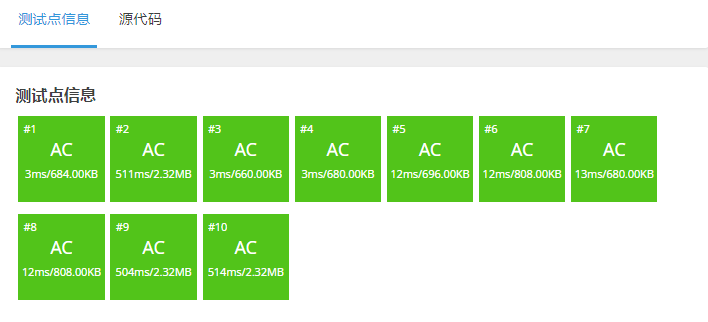 测试点信息 源代码
测试点信息
#1 #2 #3 #4 #5 #6 #7
AC AC AC AC AC AC AC
3ms/684.00KB 511ms/2.32MB 3ms/660.00KB 3ms/680.00KB 12ms/696.00KB 12ms/808.00KB 13ms/680.00KB
#8 #9 #10
AC AC AC
12ms/808.00KB 504ms/2.32MB 514ms/2.32MB